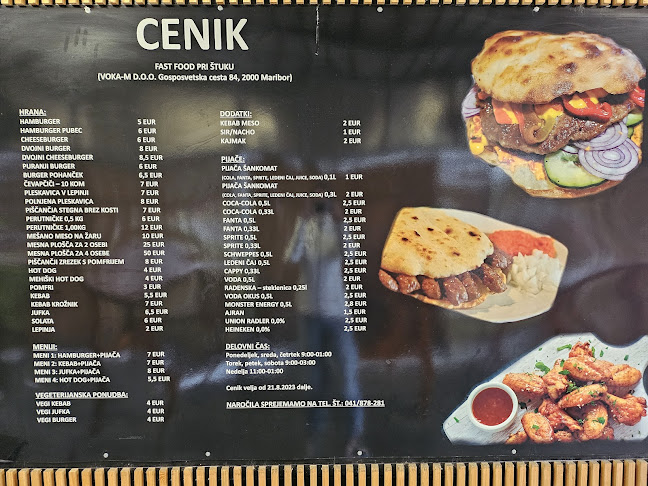 CENIK
FAST FOOD PRI ŠTUKU
(VOKA-M D.O.O. Gosposvetska cesta 84, 2000 Maribor)
HRANA:
HAMBURGER 5 EUR
HAMBURGER PUBEC 6 EUR
CHEESEBURGER 6 EUR
DVOJNI BURGER 8 EUR
DVOJNI CHEESEBURGER 8,5 EUR
PURANJI BURGER 6 EUR
BURGER POHANČEK 6 EUR
ČEVAPČIČI – 10 KOM 7 EUR
PLESKAVICA V LEPINJI 7 EUR
POLNJENA PLESKAVICA 8 EUR
PIŠČANČJA STEGNA BREZ KOSTI 7 EUR
PERUTNIČKE 0,5 KG 6 EUR
PERUTNIČKE 1,00KG 12 EUR
MEŠANO MESO NA ŽARU 10 EUR
MESNA PLOŠČA ZA 2 OSEBI 25 EUR
MESNA PLOŠČA ZA 4 OSEBE 50 EUR
PIŠČANČJI ZREZEK S POMFRIJEM 8 EUR
HOT DOG 4 EUR
MEHIŠKI HOT DOG 4 EUR
POMFRI 3 EUR
KEBAB 5,5 EUR
KEBAB KROŽNIK 7 EUR
JUFKA 6,5 EUR
SOLATA 6 EUR
LEPINJA 2 EUR
MENIJI:
MENI 1: HAMBURGER+PIJAČA 7 EUR
MENI 2: KEBAB+PIJAČA 7 EUR
MENI 3: JUFKA+PIJAČA 8 EUR
MENI 4: HOT DOG+PIJAČA 5,5 EUR
VEGETERIJANSKA PONUDBA:
VEGI KEBAB 4 EUR
VEGI JUFKA 4 EUR
VEGI BURGER 4 EUR
DODATKI:
KEBAB MESO 2 EUR
SIR/NACHO 1 EUR
KAJMAK 2 EUR
PIJAČE:
PIJAČA ŠANKOMAT
(COLA, FANTA, SPRITE, LEDENI ČAJ, JUICE, SODA) 0,1L 1 EUR
PIJAČA ŠANKOMAT
(COLA, FANTA, SPRITE, LEDENI ČAJ, JUICE, SODA) 0,3L 2 EUR
COCA-COLA 0,5L 2,5 EUR
COCA-COLA 0,33L 2 EUR
FANTA 0,5L 2,5 EUR
FANTA 0,33L 2 EUR
SPRITE 0,5L 2,5 EUR
SPRITE 0,33L 2 EUR
SCHWEPPES 0,5L 2,5 EUR
LEDENI ČAJ 0,5L 2,5 EUR
CAPPY 0,33L 2,5 EUR
VODA 0,5L 2 EUR
RADENSKA – steklenica 0,25l 2 EUR
VODA OKUS 0,5L 2,5 EUR
MONSTER ENERGY 0,5L 2,8 EUR
AJRAN 1,5 EUR
UNION RADLER 0,0% 2,5 EUR
HEINEKEN 0,0% 2,5 EUR
DELOVNI ČAS:
Ponedeljek, sreda, četrtek 9:00-01:00
Torek, petek, sobota 9:00-03:00
Nedelja 11:00-01:00
Cenik velja od 21.8.2023 dalje.
NAROČILA SPREJEMAMO NA TEL. ŠT.: 041/878-281